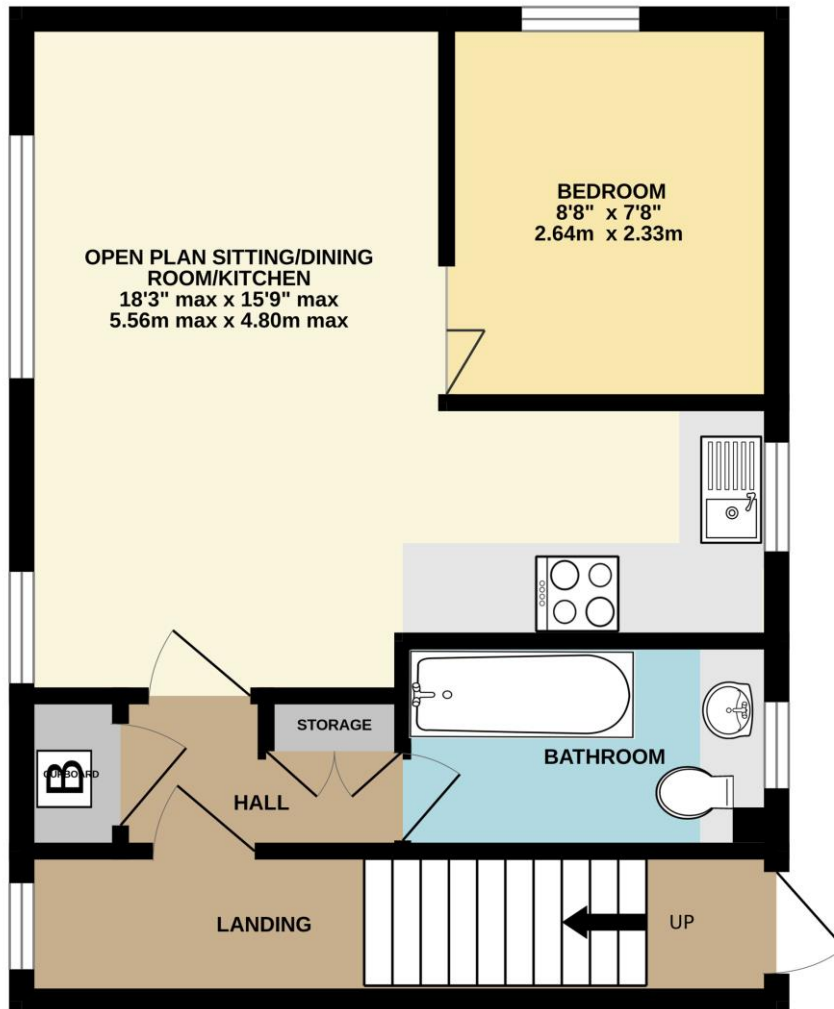 BEDROOM
8'8" x 7'8"
2.64m x 2.33m
OPEN PLAN SITTING/DINING
ROOM/KITCHEN
18'3" max x 15'9" max
5.56m max x 4.80m max
STORAGE
BATHROOM
CUPBOARD
B
HALL
LANDING
UP